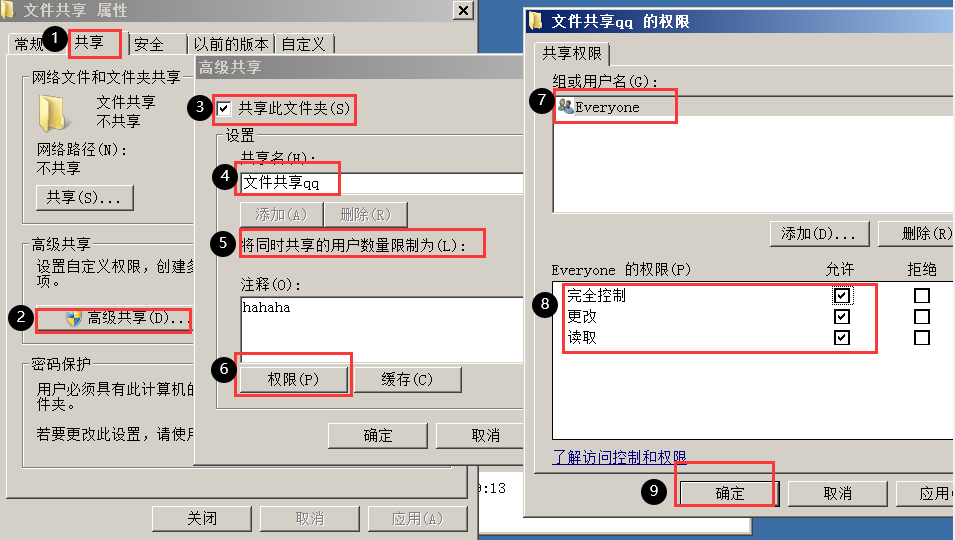 文件共享 属性
1
常规
共享
安全
以前的版本
自定义
网络文件和文件夹共享
文件共享
不共享
网络路径(N):
不共享
共享(S)...
高级共享
设置自定义权限，创建多
项。
2
高级共享(D)...
密码保护
用户必须具有此计算机的
件夹。
若要更改此设置，请使用
关闭
取消
应用(A)
高级共享
3
共享此文件夹(S)
设置
共享名(H):
4
文件共享qq
添加(A)
删除(R)
5
将同时共享的用户数量限制为(L):
注释(O):
hahaha
6
权限(P)
缓存(C)
确定
取消
:13
文件共享qq 的权限
共享权限
组或用户名(G):
7
Everyone
添加(D)...
删除(R)
Everyone 的权限(P)
允许
拒绝
8
完全控制
更改
读取
了解访问控制和权限
9
确定
取消
应用(